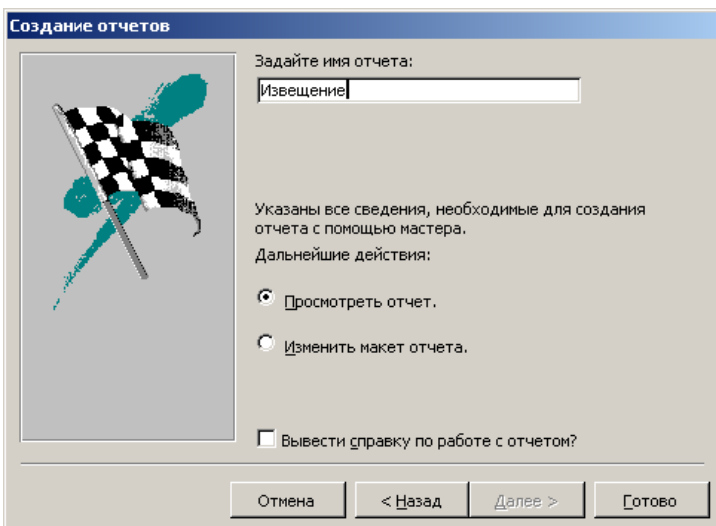 Создание отчетов
Задайте имя отчета:
Извещение
Указаны все сведения, необходимые для создания
отчета с помощью мастера.
Дальнейшие действия:
Просмотреть отчет.
Изменить макет отчета.
Вывести справку по работе с отчетом?
Отмена
< Назад
Далее >
Готово